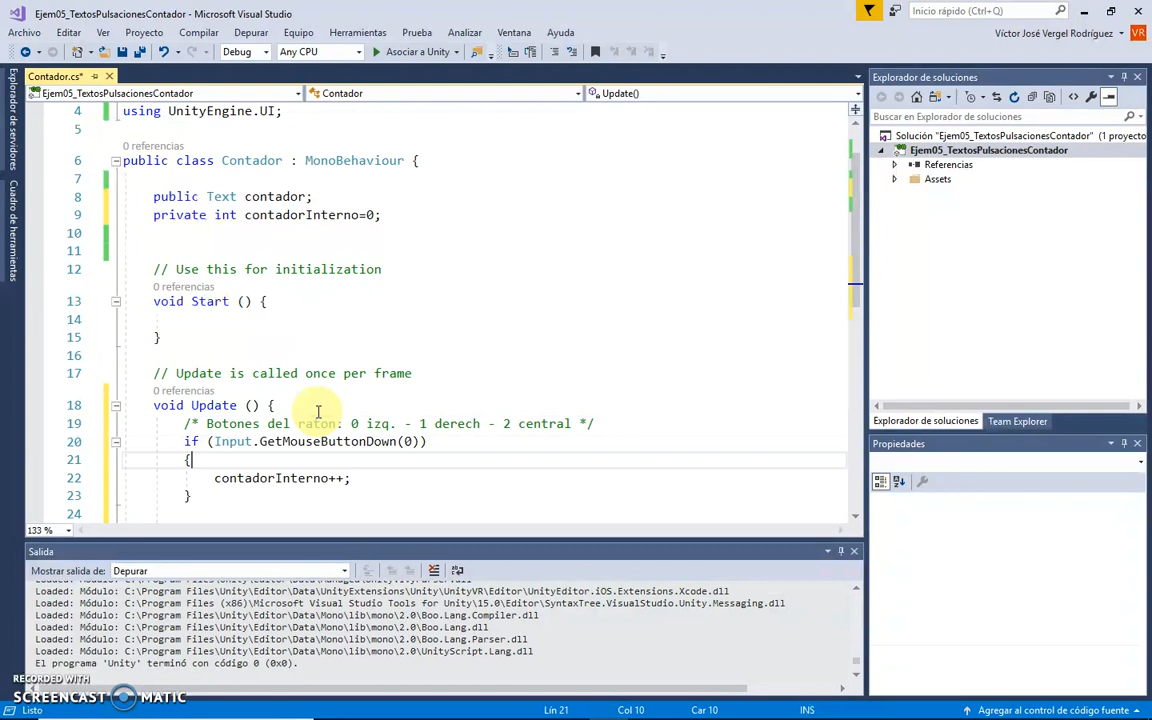 Ejem05_TextosPulsacionesContador - Microsoft Visual Studio
Inicio rápido (Ctrl+Q)
Archivo Editar Ver Proyecto Compilar Depurar Equipo Herramientas Prueba Analizar Ventana Ayuda
Víctor José Vergel Rodríguez VR
Debug Any CPU Asociar a Unity
Explorador de servidores
Cuadro de herramientas
Contador.cs*
Ejem05_TextosPulsacionesContador Contador Update()
4 using UnityEngine.UI;
5
0 referencias
6 public class Contador : MonoBehaviour {
7
8 public Text contador;
9 private int contadorInterno=0;
10
11
12 // Use this for initialization
0 referencias
13 void Start () {
14
15 }
16
17 // Update is called once per frame
0 referencias
18 void Update () {
19 /* Botones del raton: 0 izq. - 1 derech - 2 central */
20 if (Input.GetMouseButtonDown(0))
21 {
22 contadorInterno++;
23 }
24
133 %
Explorador de soluciones
Buscar en Explorador de soluciones
Solución "Ejem05_TextosPulsacionesContador" (1 proyecto
Ejem05_TextosPulsacionesContador
Referencias
Assets
Explorador de soluciones Team Explorer
Propiedades
Salida
Mostrar salida de: Depurar
Loaded: Módulo: C:\Program Files\Unity\Editor\Data\UnityExtensions\Unity\UnityVR\Editor\UnityEditor.iOS.Extensions.Xcode.dll
Loaded: Módulo: C:\Program Files (x86)\Microsoft Visual Studio Tools for Unity\15.0\Editor\SyntaxTree.VisualStudio.Unity.Messaging.dll
Loaded: Módulo: C:\Program Files\Unity\Editor\Data\Mono\lib\mono\2.0\Boo.Lang.Compiler.dll
Loaded: Módulo: C:\Program Files\Unity\Editor\Data\Mono\lib\mono\2.0\Boo.Lang.dll
Loaded: Módulo: C:\Program Files\Unity\Editor\Data\Mono\lib\mono\2.0\Boo.Lang.Parser.dll
Loaded: Módulo: C:\Program Files\Unity\Editor\Data\Mono\lib\mono\2.0\UnityScript.Lang.dll
El programa 'Unity' terminó con código 0 (0x0).
RECORDED WITH
SCREENCAST MATIC
Listo Lín 21 Col 10 Car 10 INS Agregar al control de código fuente